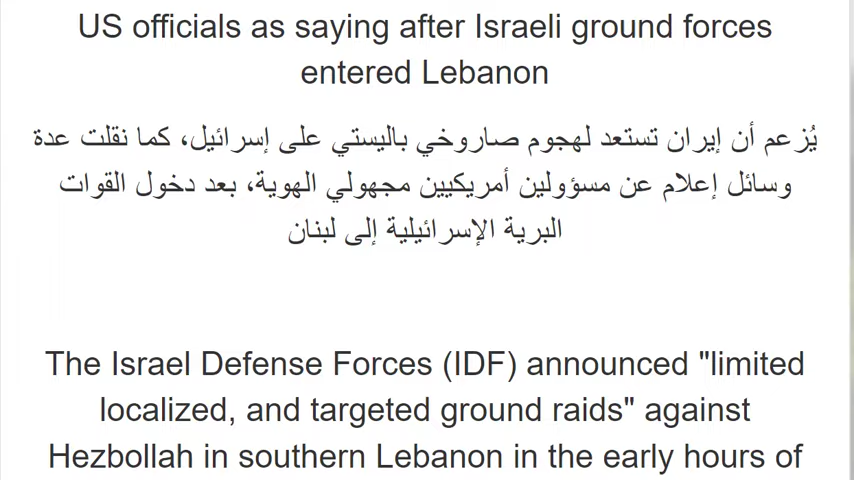 US officials as saying after Israeli ground forces
entered Lebanon
يُزعم أن إيران تستعد لهجوم صاروخي باليستي على إسرائيل، كما نقلت عدة
وسائل إعلام عن مسؤولين أمريكيين مجهولي الهوية، بعد دخول القوات
البرية الإسرائيلية إلى لبنان
The Israel Defense Forces (IDF) announced "limited
localized, and targeted ground raids" against
Hezbollah in southern Lebanon in the early hours of